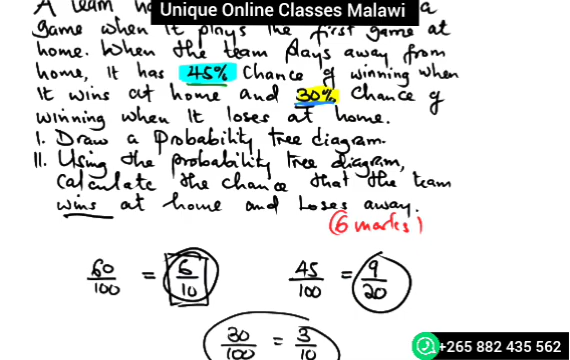 Unique Online Classes Malawi
A team a
game when it plays the first game at
home. When the team plays away from
home, It has 45% chance of winning when
It wins at home and 30% chance of
winning when It loses at home.
I. Draw a Probability tree diagram.
II. Using the probability tree diagram,
Calculate the chance that the team
wins at home and Loses away.
(6 marks)
60/100 = 6/10 45/100 = 9/20
30/100 = 3/10
+265 882 435 562